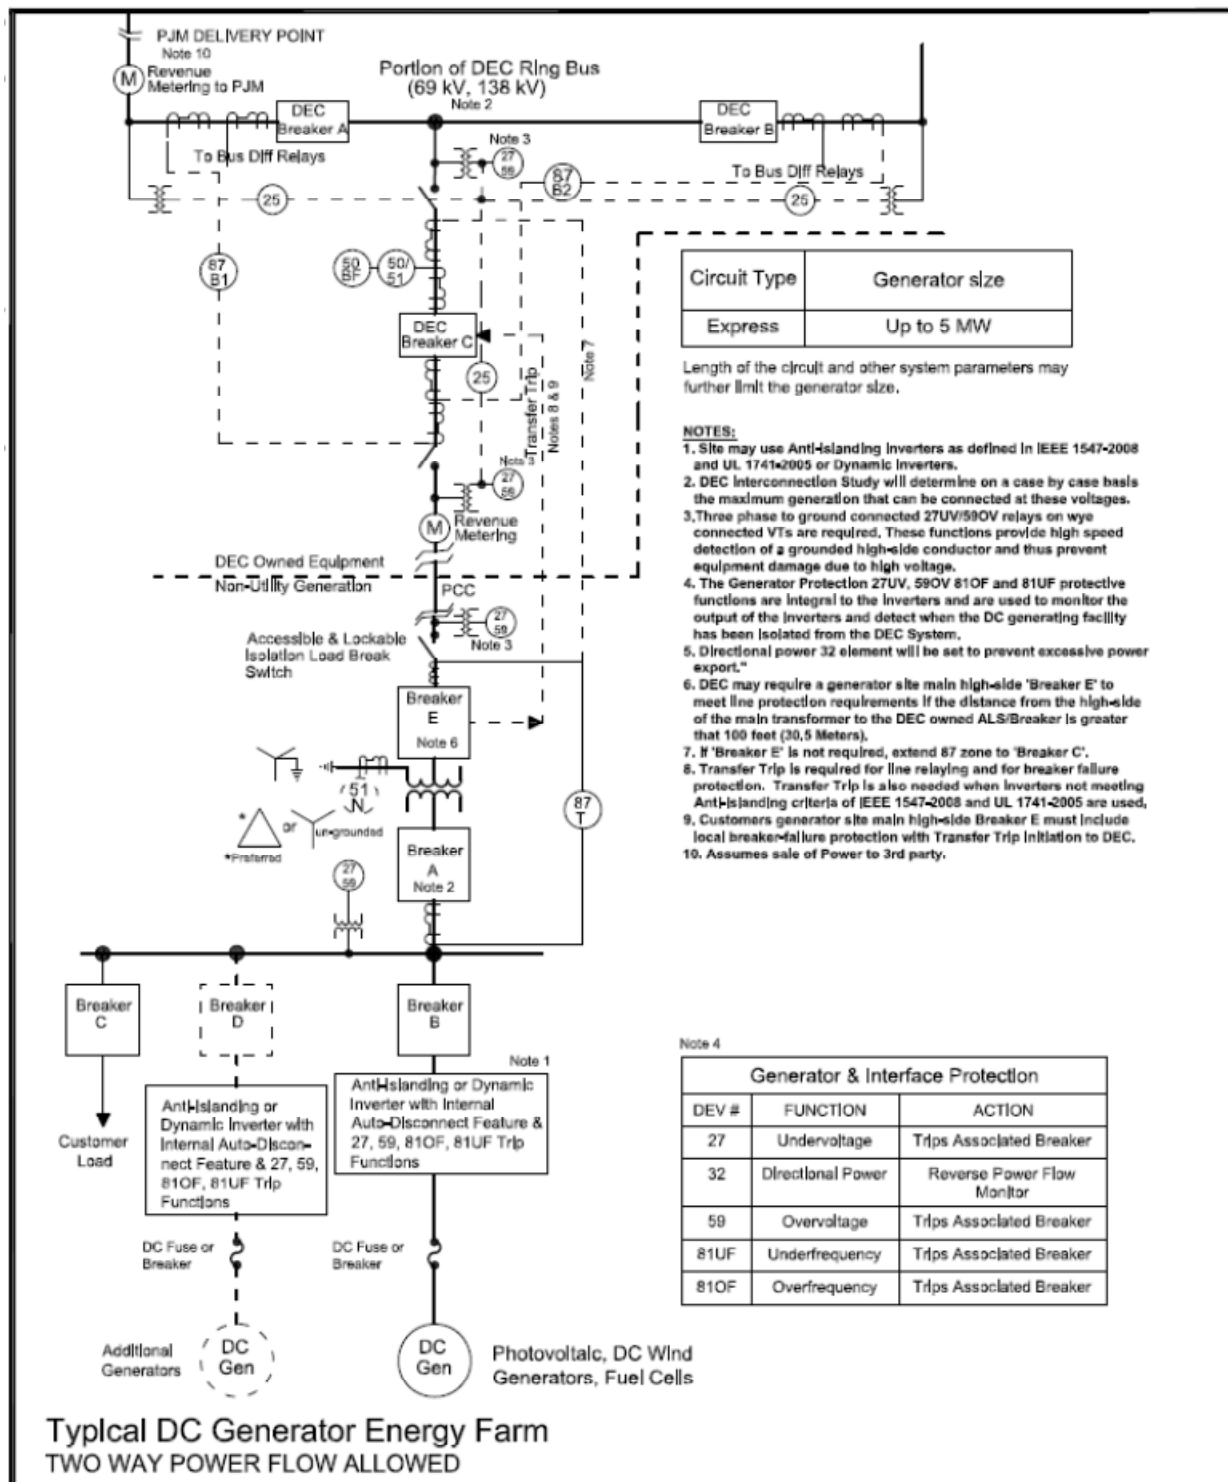 PJM DELIVERY POINT
Note 10
M
Revenue
Metering to PJM
Portion of DEC Ring Bus
(69 kV, 138 kV)
Note 2
DEC
Breaker A
DEC
Breaker B
To Bus Diff Relays
Note 3
27
59
87
B2
To Bus Diff Relays
25
25
87
B1
50
BF
50/
51
DEC
Breaker C
25
Transfer Trip
Notes 8 & 9
Note 7
Note 3
27
59
M
Revenue
Metering
DEC Owned Equipment
Non-Utility Generation
PCC
27
59
Note 3
Accessible & Lockable
Isolation Load Break
Switch
Breaker
E
Note 6
51
N
* or un-grounded
*Preferred
87
T
27
59
Breaker
A
Note 2
Breaker
C
Breaker
D
Breaker
B
Note 1
Customer
Load
Anti-Islanding or
Dynamic Inverter with
Internal Auto-Discon-
nect Feature & 27, 59,
81OF, 81UF Trip
Functions
Anti-Islanding or Dynamic
Inverter with Internal
Auto-Disconnect Feature &
27, 59, 81OF, 81UF Trip
Functions
DC Fuse or
Breaker
DC Fuse or
Breaker
Additional
Generators
DC
Gen
DC
Gen
Photovoltaic, DC Wind
Generators, Fuel Cells
Circuit Type Generator size
Express Up to 5 MW
Length of the circuit and other system parameters may
further limit the generator size.
NOTES:
1. Site may use Anti-islanding inverters as defined in IEEE 1547-2008
and UL 1741-2005 or Dynamic Inverters.
2. DEC Interconnection Study will determine on a case by case basis
the maximum generation that can be connected at these voltages.
3.Three phase to ground connected 27UV/59OV relays on wye
connected VTs are required. These functions provide high speed
detection of a grounded high-side conductor and thus prevent
equipment damage due to high voltage.
4. The Generator Protection 27UV, 59OV 81OF and 81UF protective
functions are integral to the inverters and are used to monitor the
output of the inverters and detect when the DC generating facility
has been isolated from the DEC System.
5. Directional power 32 element will be set to prevent excessive power
export."
6. DEC may require a generator site main high-side 'Breaker E' to
meet line protection requirements if the distance from the high-side
of the main transformer to the DEC owned ALS/Breaker is greater
that 100 feet (30.5 Meters).
7. If 'Breaker E' is not required, extend 87 zone to 'Breaker C'.
8. Transfer Trip is required for line relaying and for breaker failure
protection. Transfer Trip is also needed when inverters not meeting
Anti-islanding criteria of IEEE 1547-2008 and UL 1741-2005 are used.
9. Customers generator site main high-side Breaker E must include
local breaker-failure protection with Transfer Trip initiation to DEC.
10. Assumes sale of Power to 3rd party.
Note 4
Generator & Interface Protection
DEV # FUNCTION ACTION
27 Undervoltage Trips Associated Breaker
32 Directional Power Reverse Power Flow
Monitor
59 Overvoltage Trips Associated Breaker
81UF Underfrequency Trips Associated Breaker
81OF Overfrequency Trips Associated Breaker
Typical DC Generator Energy Farm
TWO WAY POWER FLOW ALLOWED